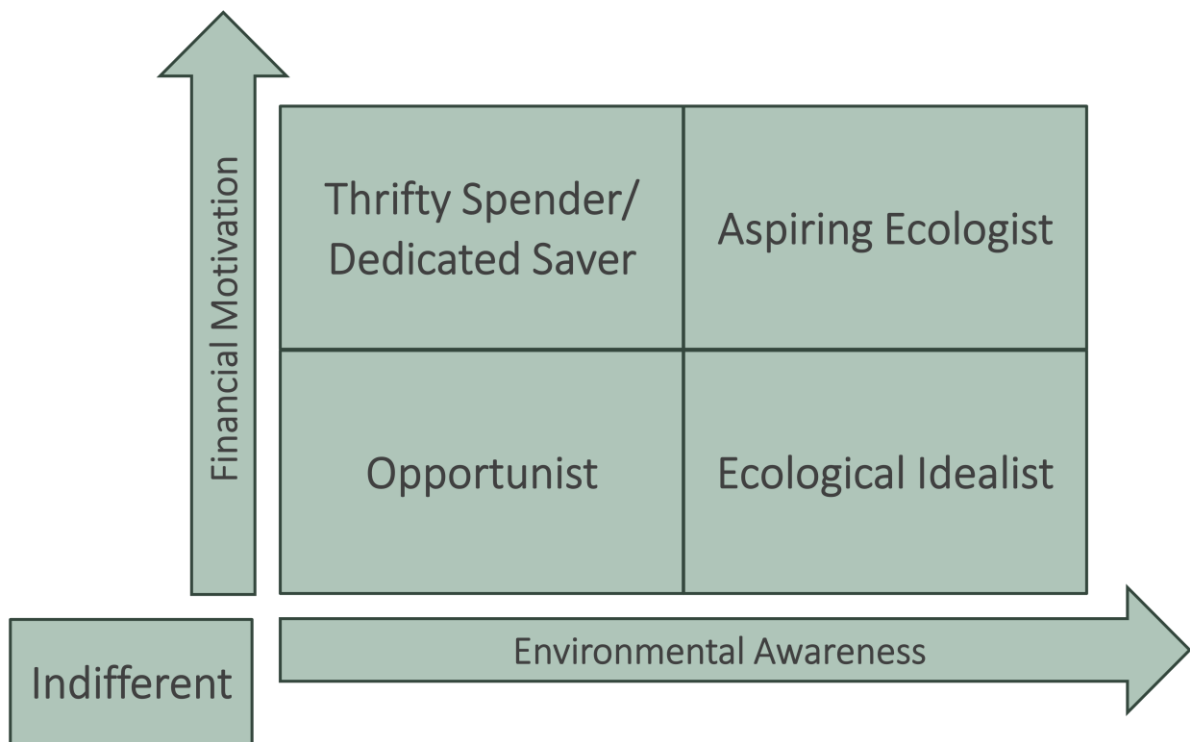 Financial Motivation
Thrifty Spender/
Dedicated Saver
Aspiring Ecologist
Opportunist
Ecological Idealist
Environmental Awareness
Indifferent